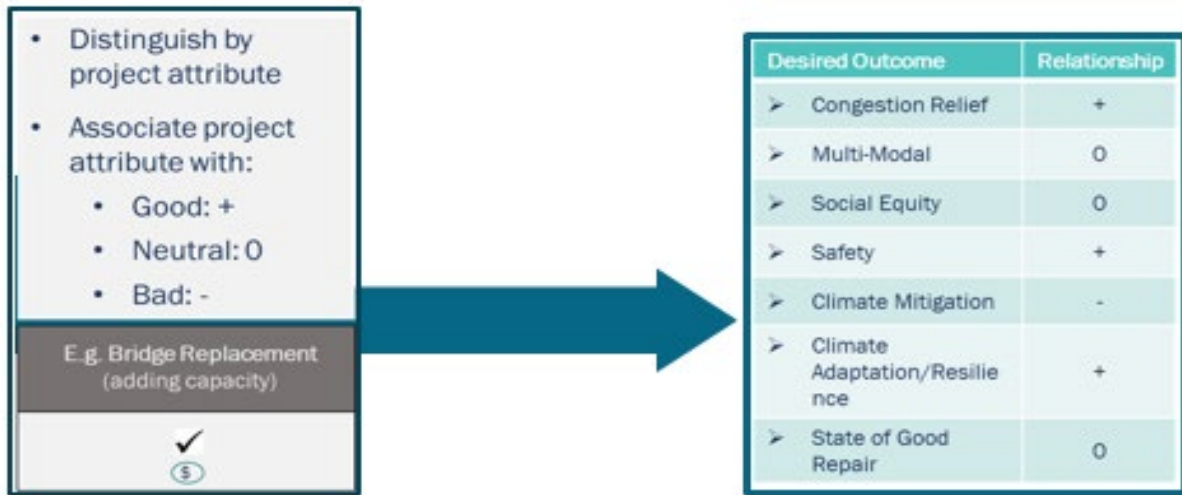 • Distinguish by
project attribute
• Associate project
attribute with:
• Good: +
• Neutral: 0
• Bad: -
E.g. Bridge Replacement
(adding capacity)
✓
$
Desired Outcome Relationship
➢ Congestion Relief +
➢ Multi-Modal 0
➢ Social Equity 0
➢ Safety +
➢ Climate Mitigation -
➢ Climate
Adaptation/Resilie
nce +
➢ State of Good
Repair 0